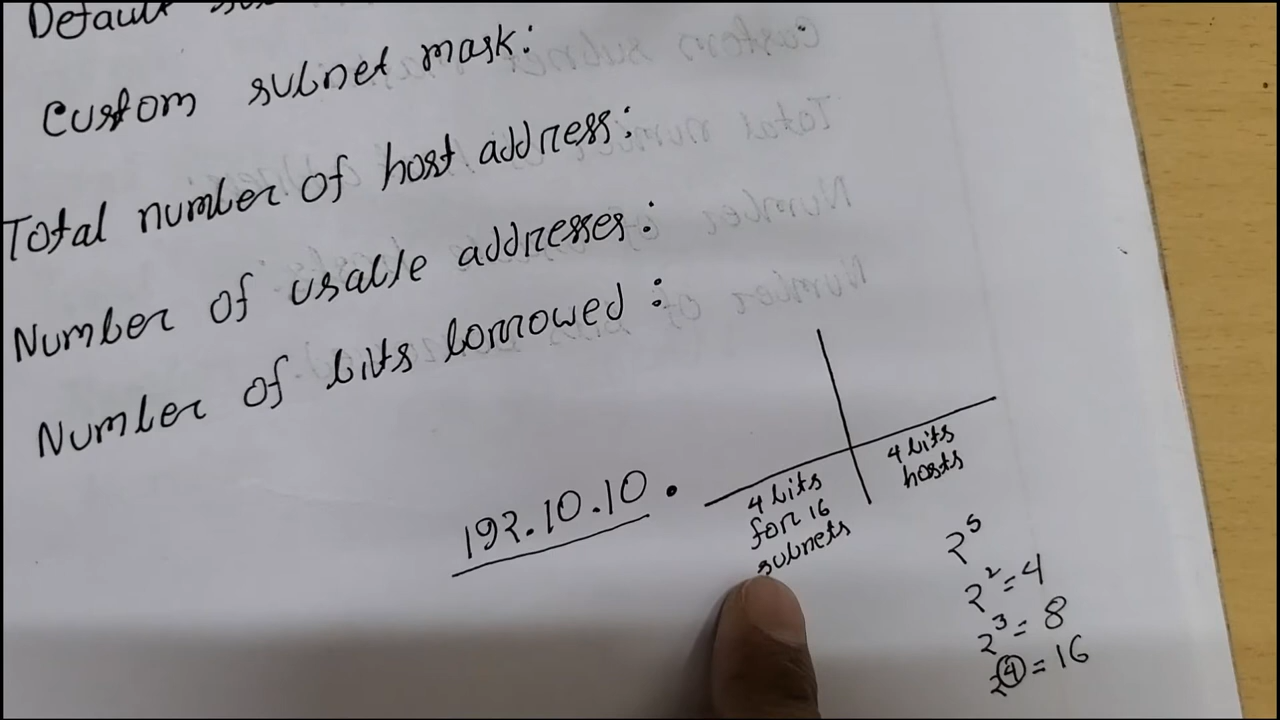 Default
Custom subnet mask:
Total number of host address:
Number of usable addresses:
Number of bits borrowed:
192.10.10.
4 bits
for 16
subnets
4 bits
hosts
2^5
2^2 = 4
2^3 = 8
2^4 = 16